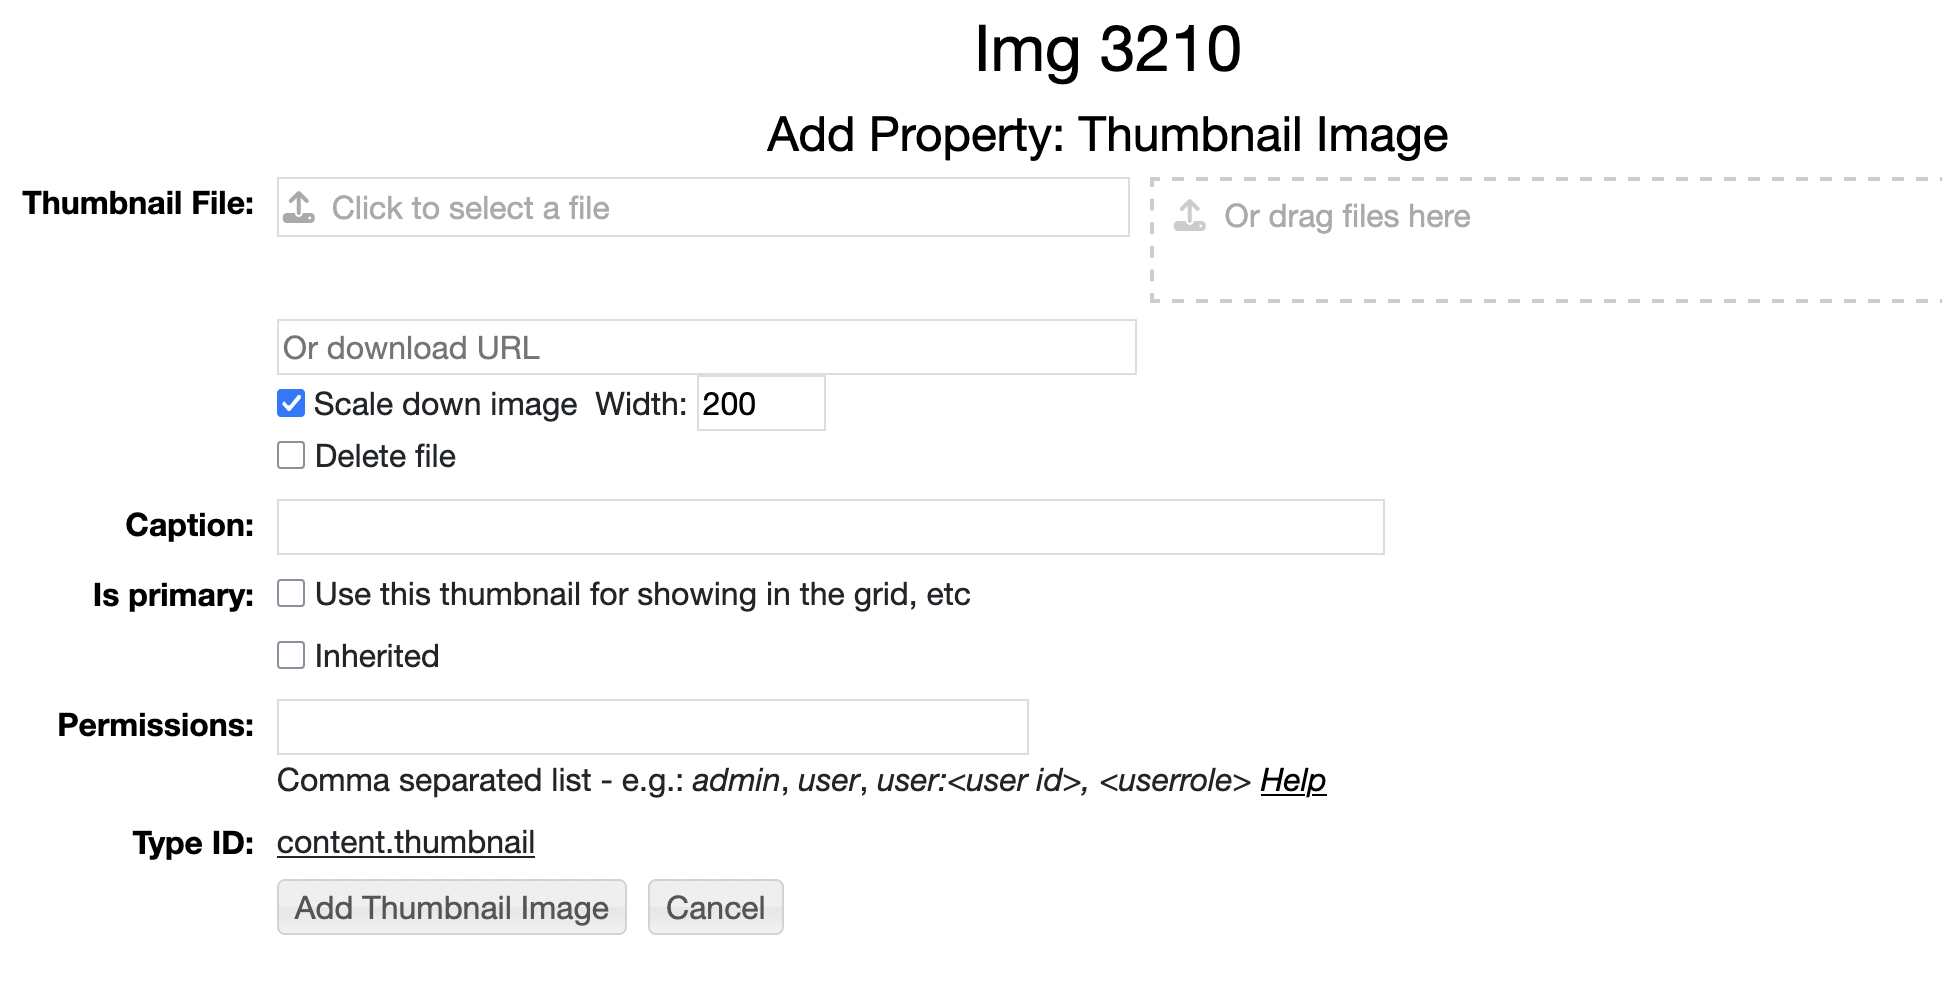 Img 3210
Add Property: Thumbnail Image
Thumbnail File: Click to select a file Or drag files here
Or download URL
Scale down image Width: 200
Delete file
Caption:
Is primary: Use this thumbnail for showing in the grid, etc
Inherited
Permissions:
Comma separated list - e.g.: admin, user, user:<user id>, <userrole> Help
Type ID: content.thumbnail
Add Thumbnail Image Cancel